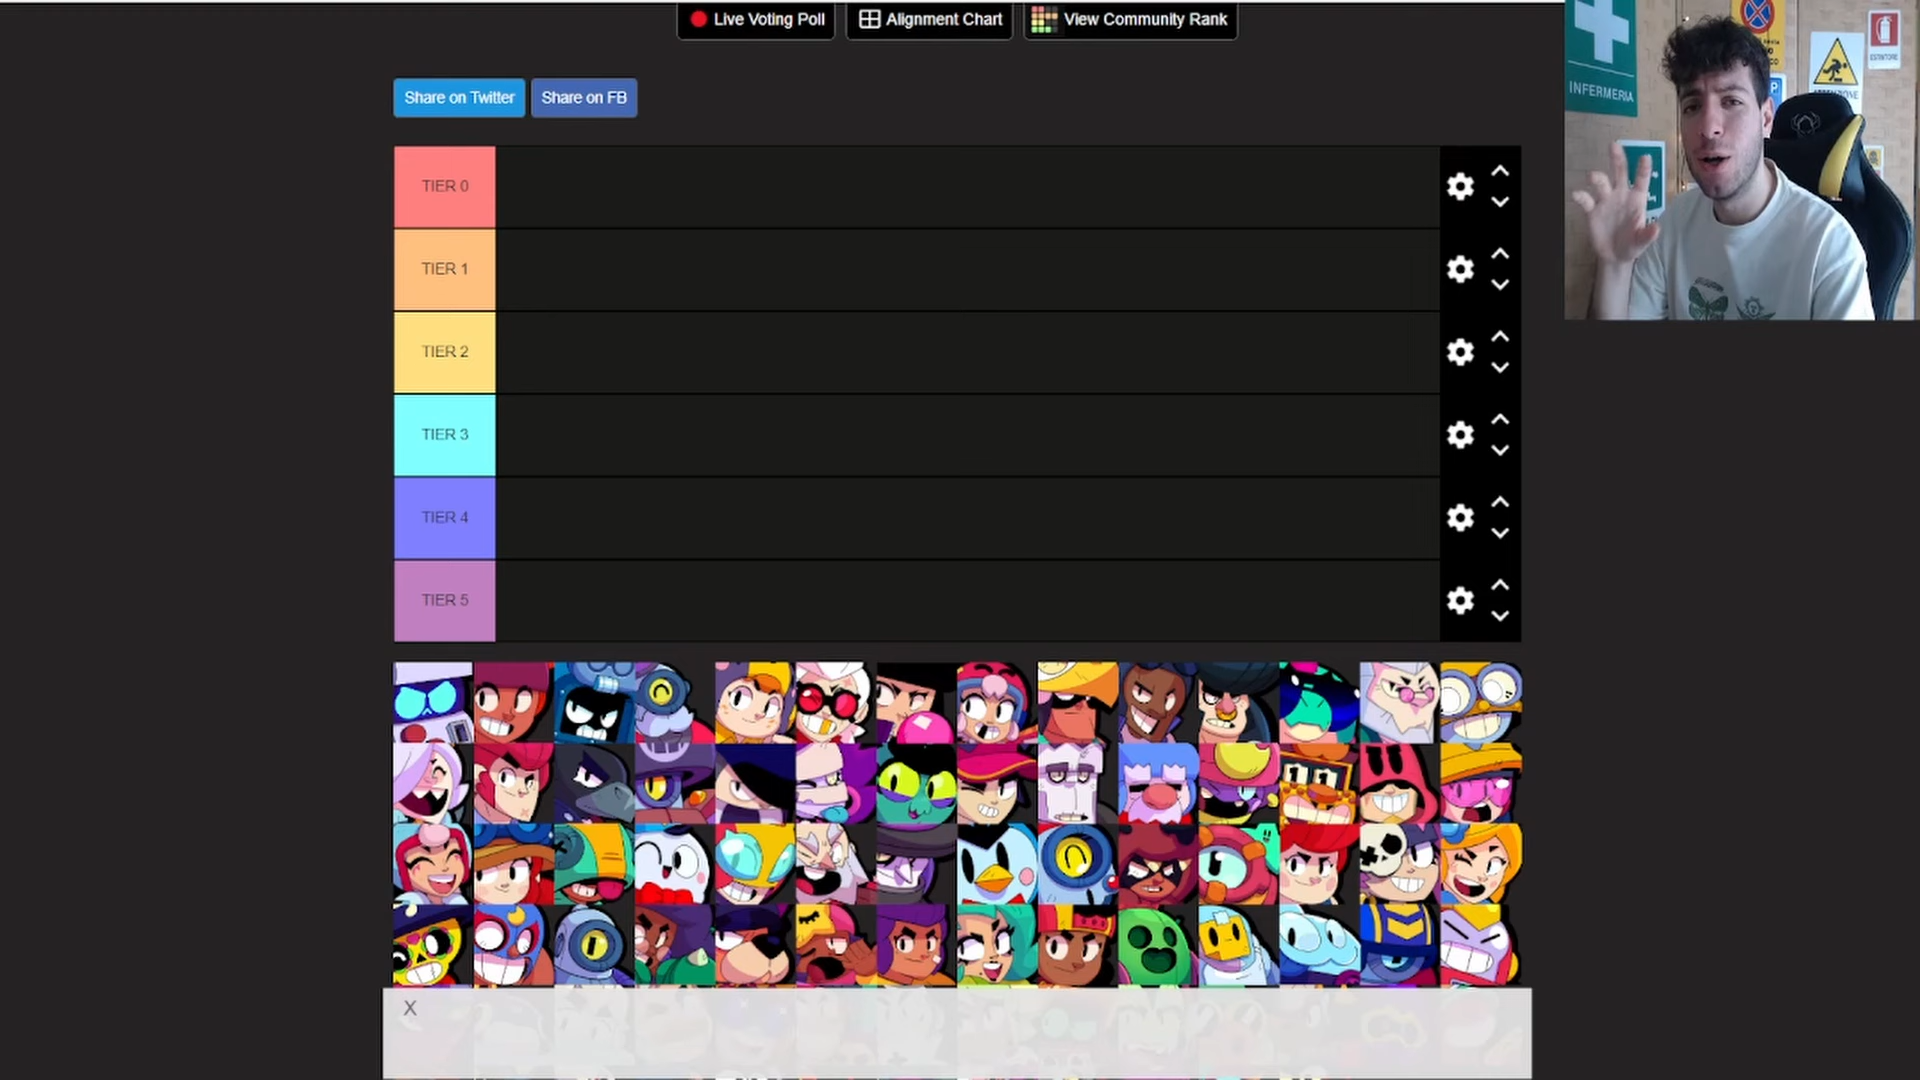 Live Voting Poll
Alignment Chart
View Community Rank
Share on Twitter
Share on FB
TIER 0
TIER 1
TIER 2
TIER 3
TIER 4
TIER 5
X
INFERMERIA
ESTINTORE
P